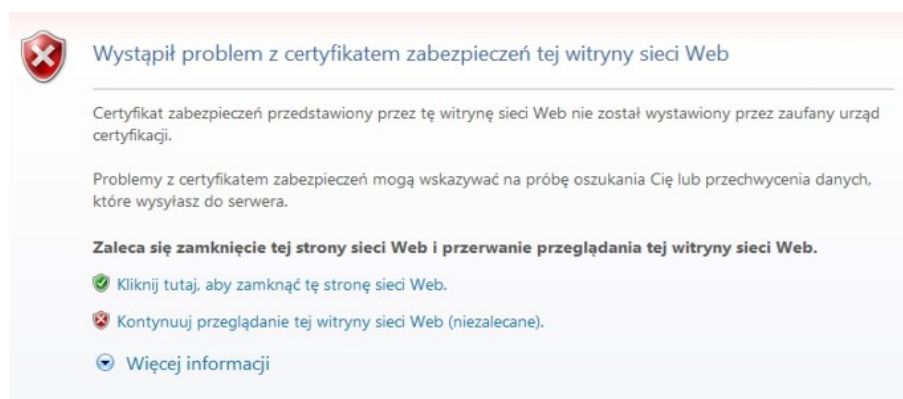 Wystąpił problem z certyfikatem zabezpieczeń tej witryny sieci Web
Certyfikat zabezpieczeń przedstawiony przez tę witrynę sieci Web nie został wystawiony przez zaufany urząd
certyfikacji.
Problemy z certyfikatem zabezpieczeń mogą wskazywać na próbę oszukania Cię lub przechwycenia danych,
które wysyłasz do serwera.
Zaleca się zamknięcie tej strony sieci Web i przerwanie przeglądania tej witryny sieci Web.
Kliknij tutaj, aby zamknąć tę stronę sieci Web.
Kontynuuj przeglądanie tej witryny sieci Web (niezalecane).
Więcej informacji